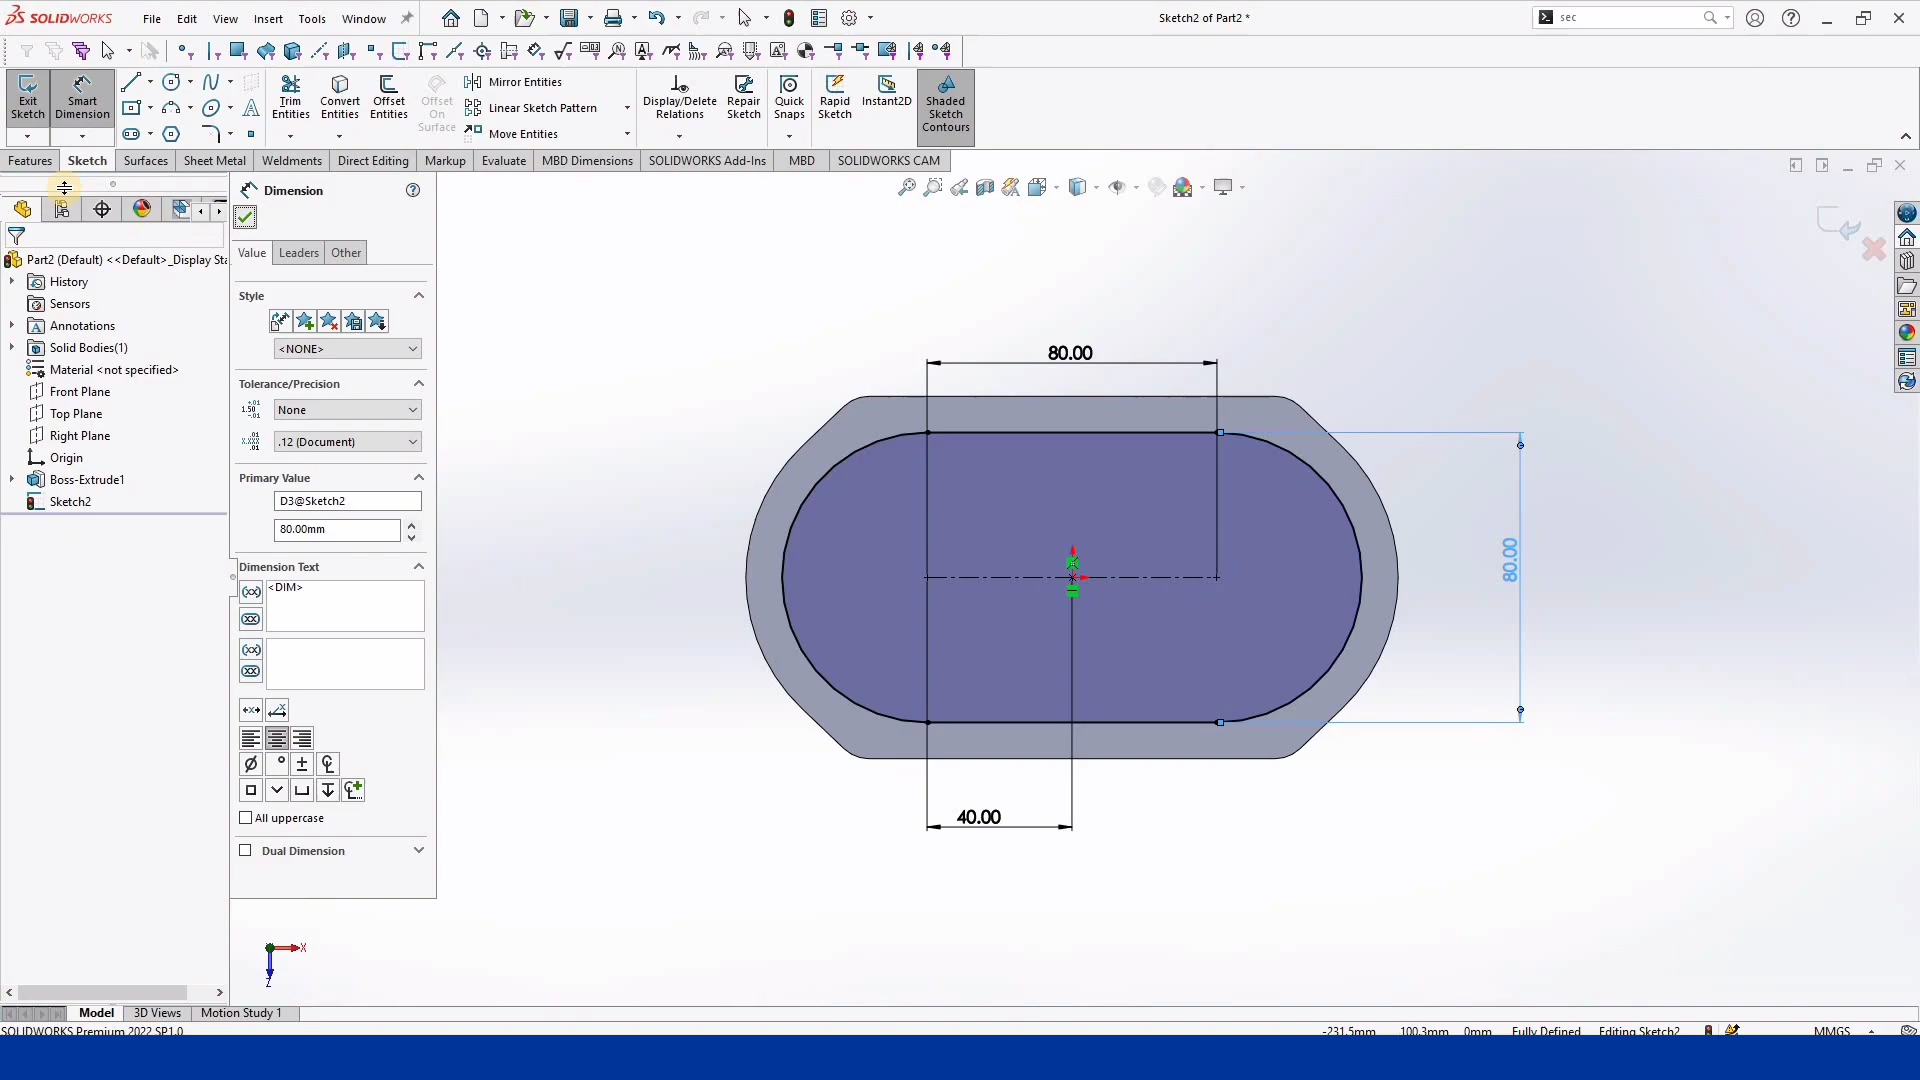 SOLIDWORKS
File
Edit
View
Insert
Tools
Window
Sketch2 of Part2 *
sec
Exit Sketch
Smart Dimension
Trim Entities
Convert Entities
Offset Entities
Offset On Surface
Mirror Entities
Linear Sketch Pattern
Move Entities
Display/Delete Relations
Repair Sketch
Quick Snaps
Rapid Sketch
Instant2D
Shaded Sketch Contours
Features
Sketch
Surfaces
Sheet Metal
Weldments
Direct Editing
Markup
Evaluate
MBD Dimensions
SOLIDWORKS Add-Ins
MBD
SOLIDWORKS CAM
Part2 (Default) <<Default>_Display Sta
History
Sensors
Annotations
Solid Bodies(1)
Material <not specified>
Front Plane
Top Plane
Right Plane
Origin
Boss-Extrude1
Sketch2
Dimension
Value
Leaders
Other
Style
<NONE>
Tolerance/Precision
None
.12 (Document)
Primary Value
D3@Sketch2
80.00mm
Dimension Text
<DIM>
All uppercase
Dual Dimension
80.00
80.00
40.00
X
Z
Model
3D Views
Motion Study 1
SOLIDWORKS Premium 2022 SP1.0
-231.5mm
100.3mm
0mm
Fully Defined
Editing Sketch2
MMGS